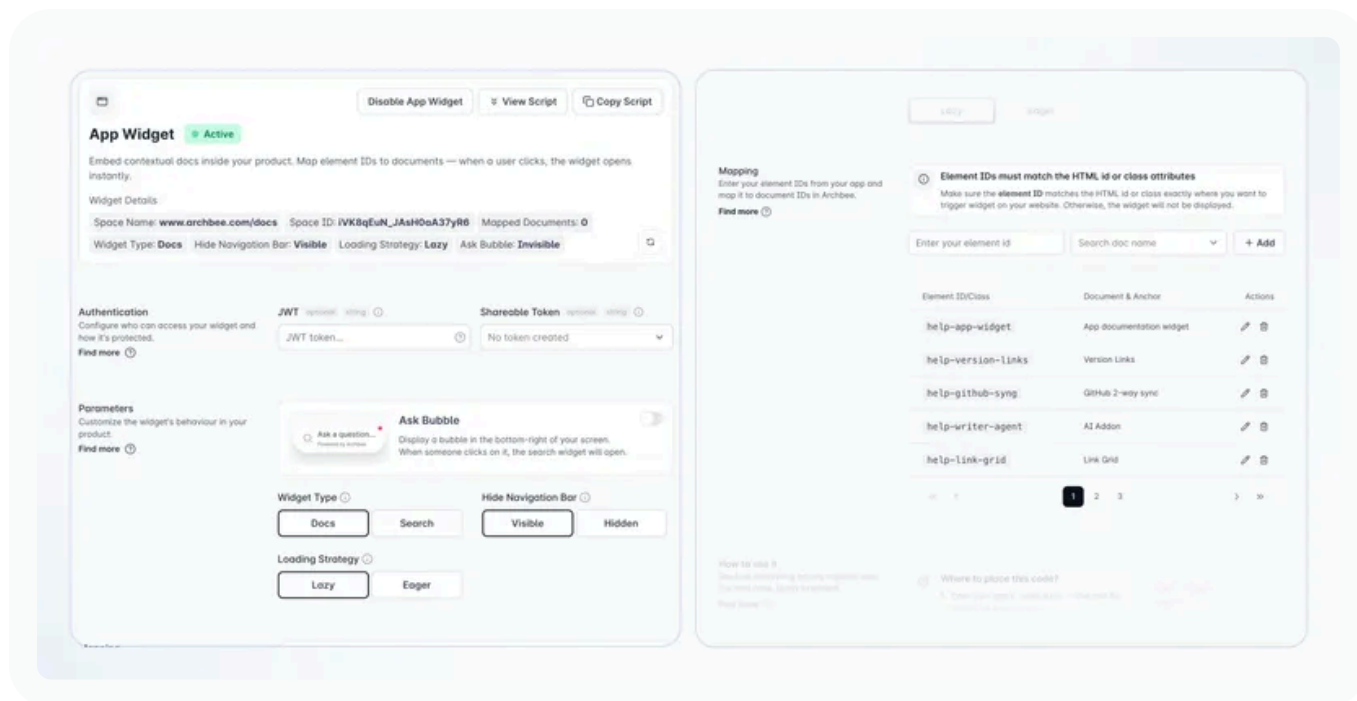 Disable App Widget
View Script
Copy Script
App Widget
Active
Embed contextual docs inside your product. Map element IDs to documents — when a user clicks, the widget opens
instantly.
Widget Details
Space Name: www.archbee.com/docs
Space ID: iVK8qEuN_JAsH0aA37yR6
Mapped Documents: 0
Widget Type: Docs
Hide Navigation Bar: Visible
Loading Strategy: Lazy
Ask Bubble: Invisible
Authentication
Configure who can access your widget and
how it's protected.
Find more
JWT optional string
JWT token...
Shareable Token optional string
No token created
Parameters
Customize the widget's behaviour in your
product.
Find more
Ask a question...
Powered by Archbee
Ask Bubble
Display a bubble in the bottom-right of your screen.
When someone clicks on it, the search widget will open.
Widget Type
Docs
Search
Hide Navigation Bar
Visible
Hidden
Loading Strategy
Lazy
Eager
Lazy
Mapping
Enter your element IDs from your app and
map it to document IDs in Archbee.
Find more
Element IDs must match the HTML id or class attributes
Make sure the element ID matches the HTML id or class exactly where you want to
trigger widget on your website. Otherwise, the widget will not be displayed.
Enter your element id
Search doc name
+ Add
Element ID/Class
Document & Anchor
Actions
help-app-widget
App documentation widget
help-version-links
Version Links
help-github-syng
GitHub 2-way sync
help-writer-agent
AI Addon
help-link-grid
Link Grid
1 2 3
How to use it
Where to place this code?